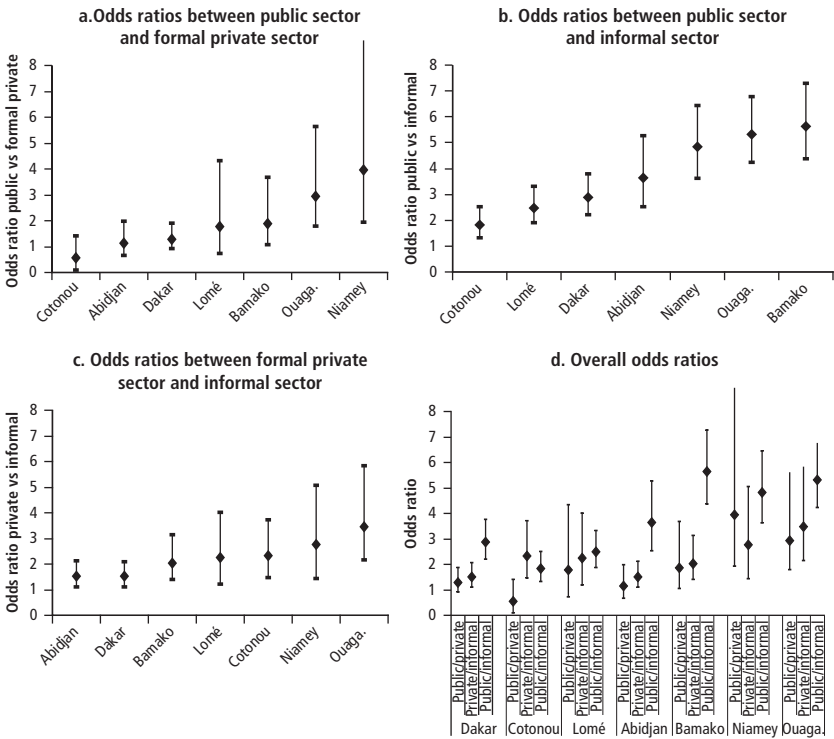 a.Odds ratios between public sector
and formal private sector
Odds ratio public vs formal private
8
7
6
5
4
3
2
1
0
Cotonou
Abidjan
Dakar
Lomé
Bamako
Ouaga.
Niamey
b. Odds ratios between public sector
and informal sector
Odds ratio public vs informal
8
7
6
5
4
3
2
1
0
Cotonou
Lomé
Dakar
Abidjan
Niamey
Ouaga.
Bamako
c. Odds ratios between formal private
sector and informal sector
Odds ratio private vs informal
8
7
6
5
4
3
2
1
0
Abidjan
Dakar
Bamako
Lomé
Cotonou
Niamey
Ouaga.
d. Overall odds ratios
Odds ratio
8
7
6
5
4
3
2
1
0
Public/private
Private/informal
Public/informal
Public/private
Private/informal
Public/informal
Public/private
Private/informal
Public/informal
Public/private
Private/informal
Public/informal
Public/private
Private/informal
Public/informal
Public/private
Private/informal
Public/informal
Public/private
Private/informal
Public/informal
Dakar Cotonou Lomé Abidjan Bamako Niamey Ouaga.